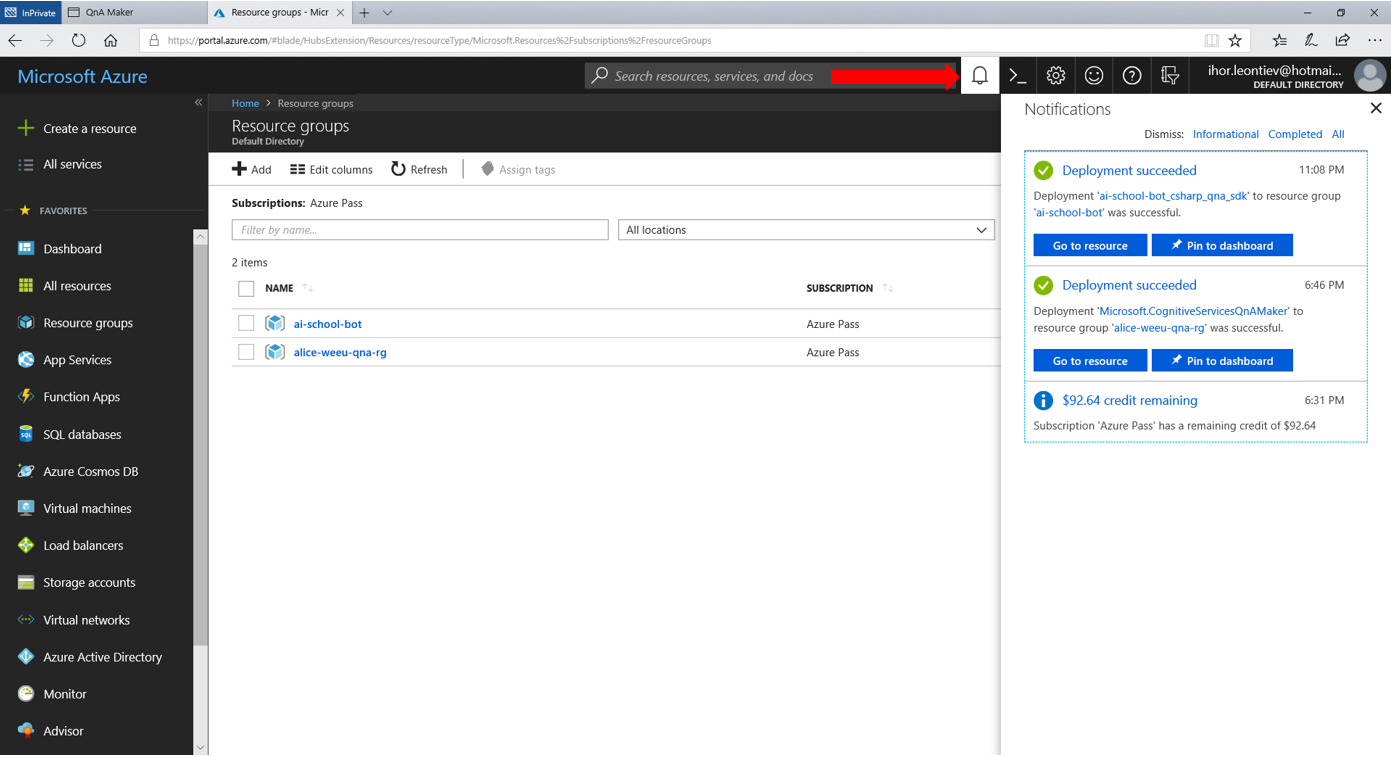 InPrivate QnA Maker Resource groups - Micr
https://portal.azure.com/#blade/HubsExtension/Resources/resourceType/Microsoft.Resources%2Fsubscriptions%2FresourceGroups
Microsoft Azure
Search resources, services, and docs
ihor.leontiev@hotmai...
DEFAULT DIRECTORY
Create a resource
All services
FAVORITES
Dashboard
All resources
Resource groups
App Services
Function Apps
SQL
SQL databases
Azure Cosmos DB
Virtual machines
Load balancers
Storage accounts
Virtual networks
Azure Active Directory
Monitor
Advisor
Home > Resource groups
Resource groups
Default Directory
Add Edit columns Refresh Assign tags
Subscriptions: Azure Pass
Filter by name... All locations
2 items
NAME SUBSCRIPTION
ai-school-bot Azure Pass
alice-weeu-qna-rg Azure Pass
Notifications
Dismiss: Informational Completed All
Deployment succeeded 11:08 PM
Deployment 'ai-school-bot_csharp_qna_sdk' to resource group
'ai-school-bot' was successful.
Go to resource Pin to dashboard
Deployment succeeded 6:46 PM
Deployment 'Microsoft.CognitiveServicesQnAMaker' to
resource group 'alice-weeu-qna-rg' was successful.
Go to resource Pin to dashboard
$92.64 credit remaining 6:31 PM
Subscription 'Azure Pass' has a remaining credit of $92.64